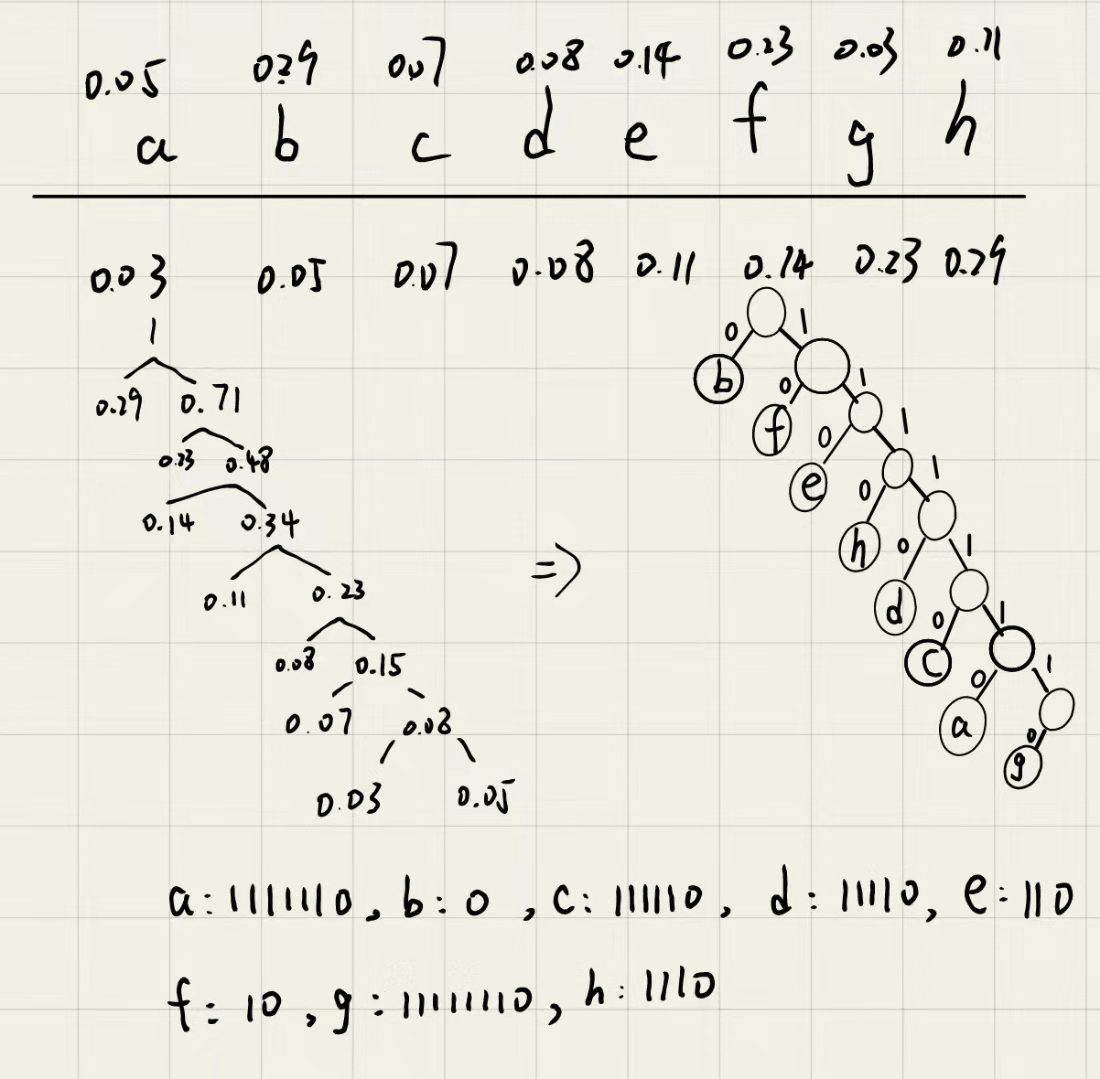 0.05 0.29 0.07 0.08 0.14 0.23 0.03 0.11
a b c d e f g h
0.03 0.05 0.07 0.08 0.11 0.14 0.23 0.29
1
0.29 0.71
0.23 0.48
0.14 0.34
0.11 0.23
0.08 0.15
0.07 0.08
0.03 0.05
⇒
0 1
b 0 1
f 0 1
e 0 1
h 0 1
d 0 1
c 0 1
a 0
g
a: 1111110, b: 0, c: 111110, d: 11110, e: 110
f: 10, g: 11111110, h: 1110